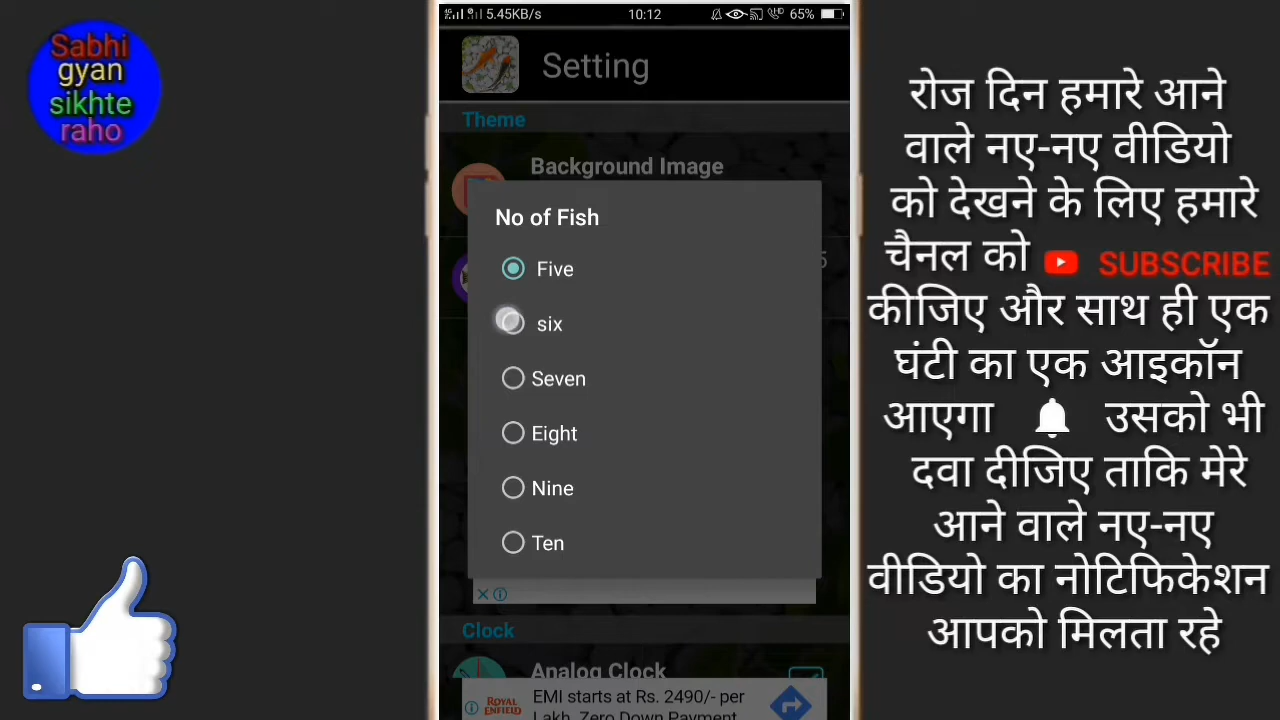 Sabhi
gyan
sikhte
raho
5.45KB/s 10:12 65%
Setting
Theme
Background Image
No of Fish
Five
six
Seven
Eight
Nine
Ten
Clock
Analog Clock
ROYAL
ENFIELD
EMI starts at Rs. 2490/- per
Lakh, Zero Down Payment
रोज दिन हमारे आने
वाले नए-नए वीडियो
को देखने के लिए हमारे
चैनल को SUBSCRIBE
कीजिए और साथ ही एक
घंटी का एक आइकॉन
आएगा उसको भी
दवा दीजिए ताकि मेरे
आने वाले नए-नए
वीडियो का नोटिफिकेशन
आपको मिलता रहे